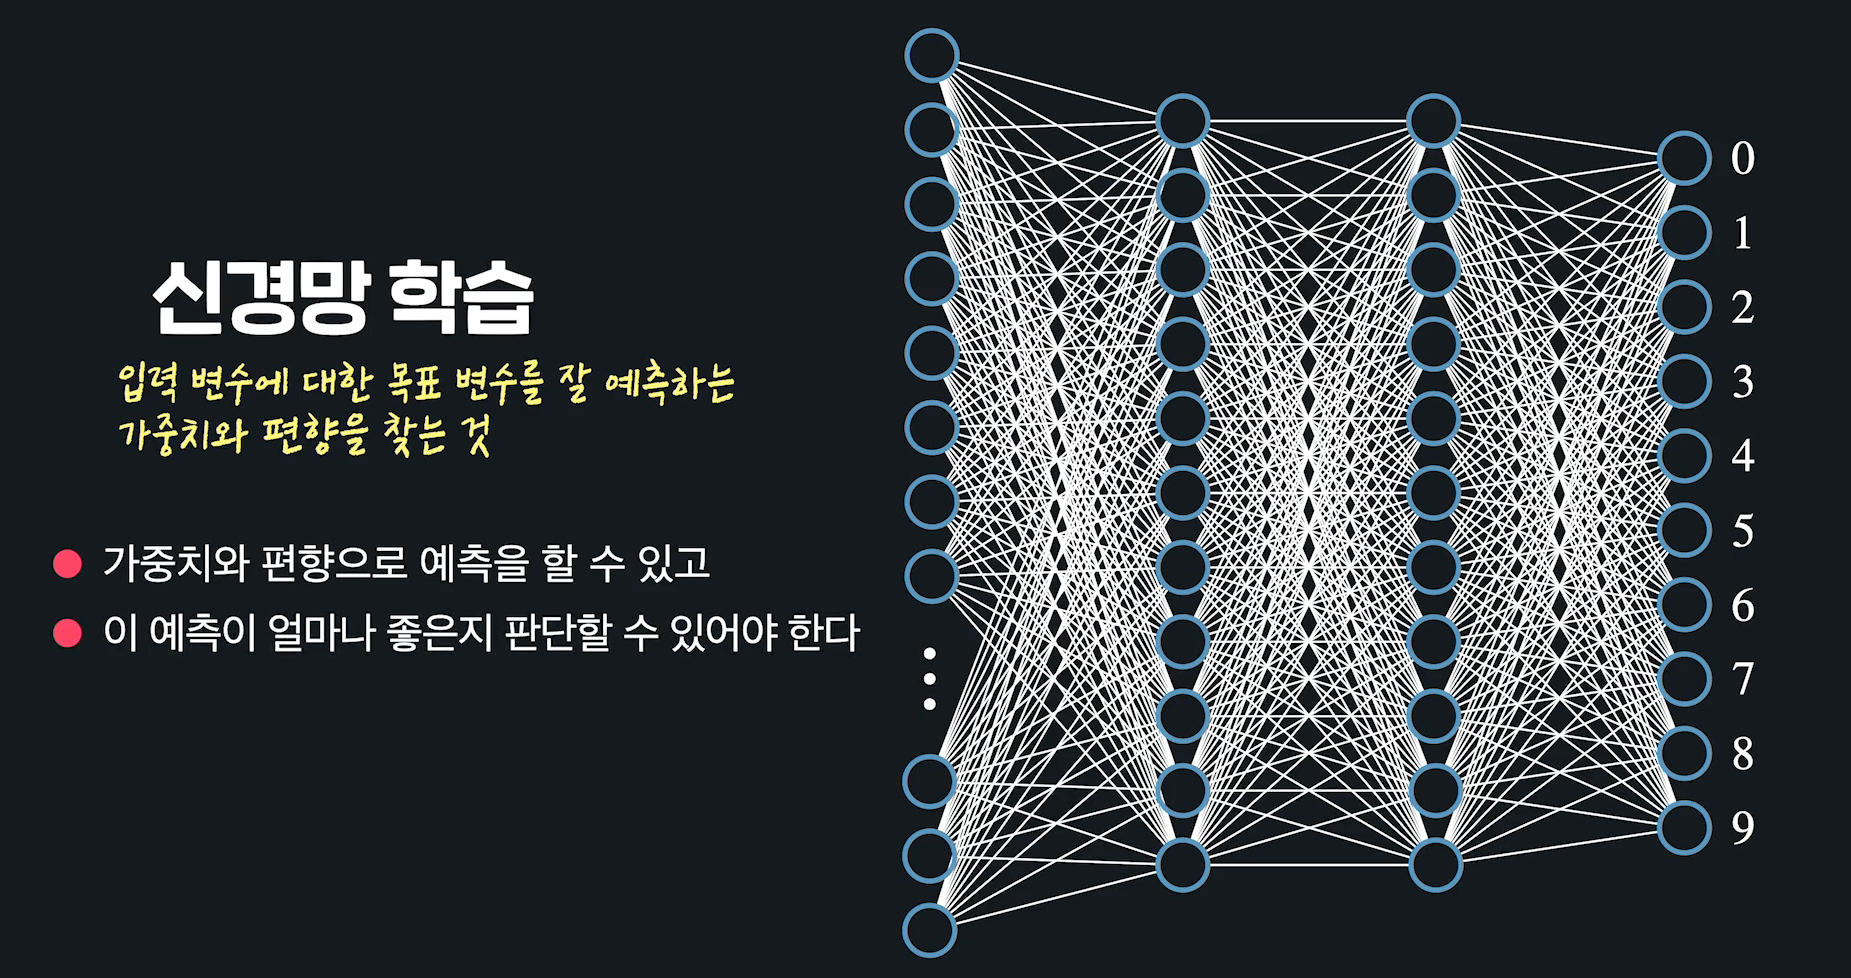 신경망 학습
입력 변수에 대한 목표 변수를 잘 예측하는
가중치와 편향을 찾는 것
가중치와 편향으로 예측을 할 수 있고
이 예측이 얼마나 좋은지 판단할 수 있어야 한다
0
1
2
3
4
5
6
7
8
9